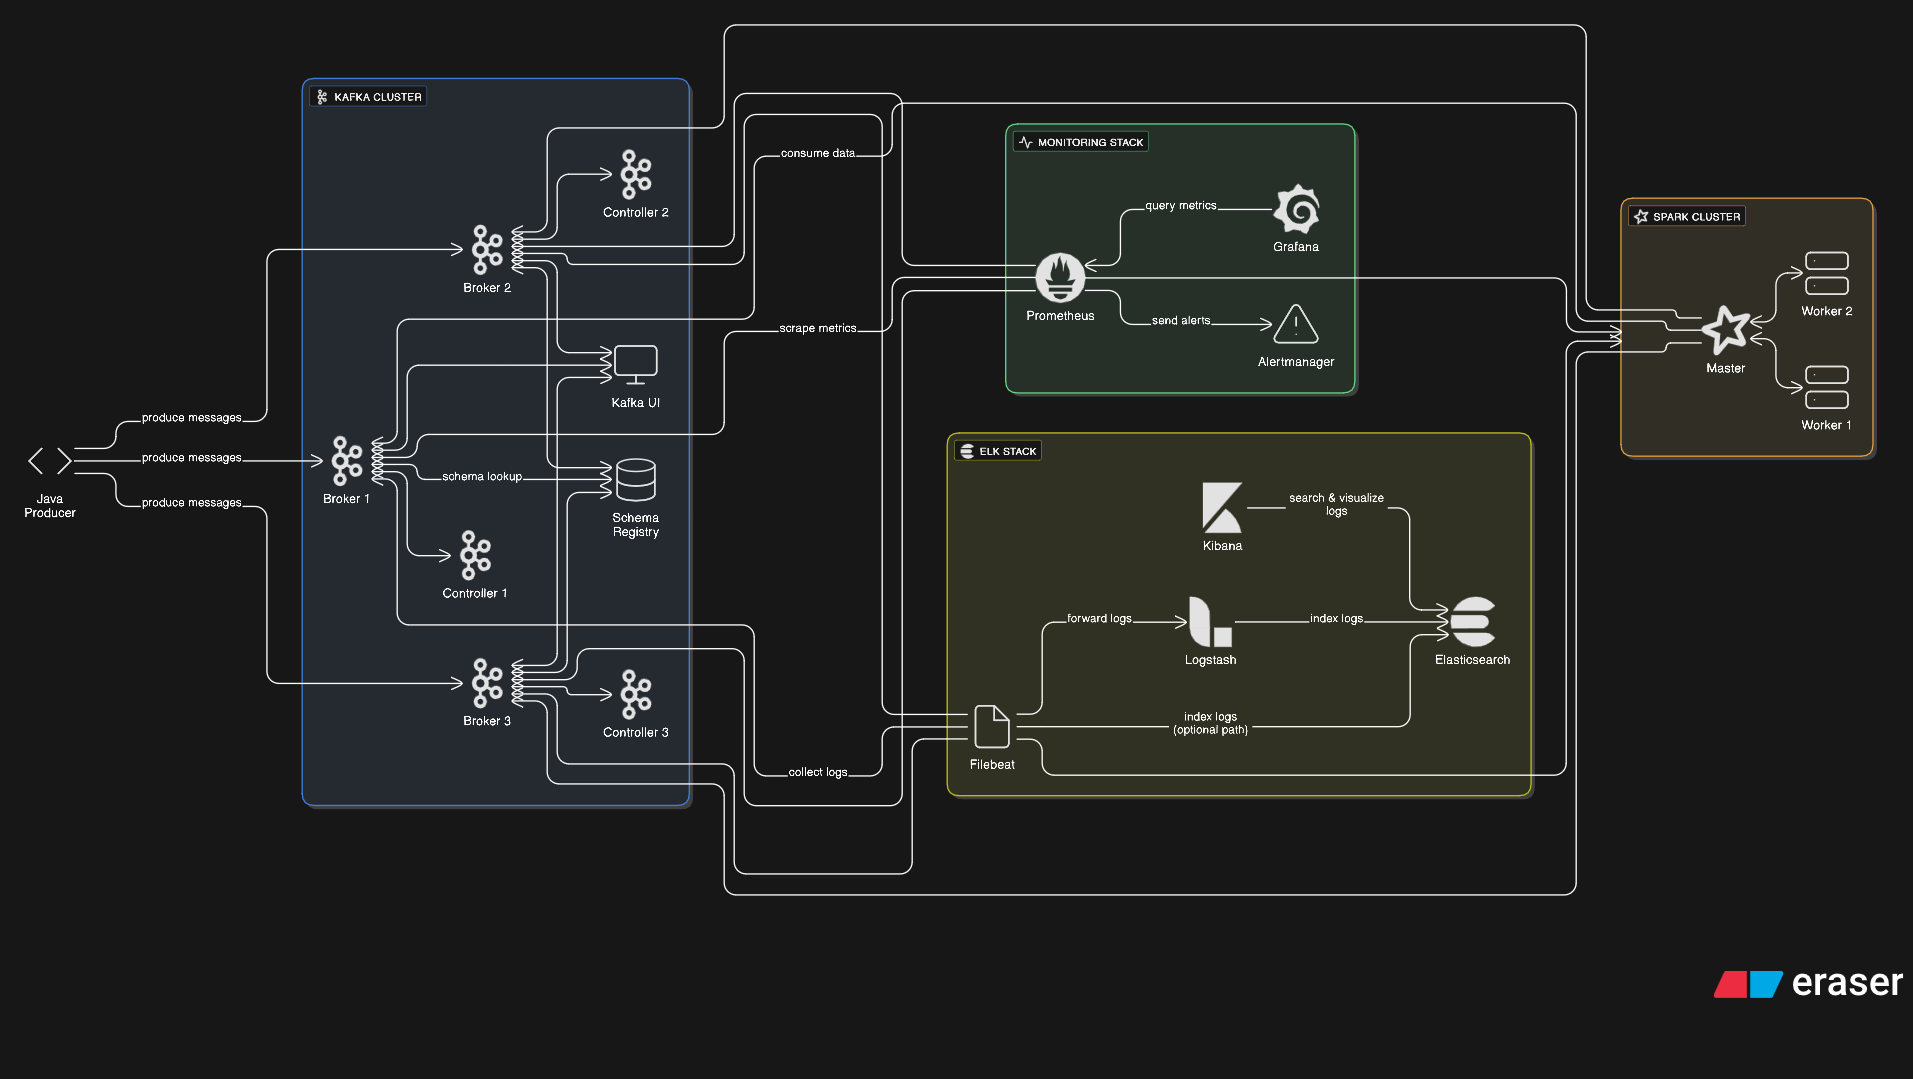 KAFKA CLUSTER
MONITORING STACK
consume data
Controller 2
query metrics
SPARK CLUSTER
Grafana
Broker 2
Prometheus
send alerts
Worker 2
scrape metrics
Alertmanager
Master
Kafka UI
produce messages
Worker 1
produce messages
ELK STACK
schema lookup
Java
Producer
Broker 1
produce messages
search & visualize
logs
Schema
Registry
Kibana
Controller 1
forward logs
index logs
Logstash
Elasticsearch
Broker 3
Controller 3
index logs
(optional path)
collect logs
Filebeat
eraser